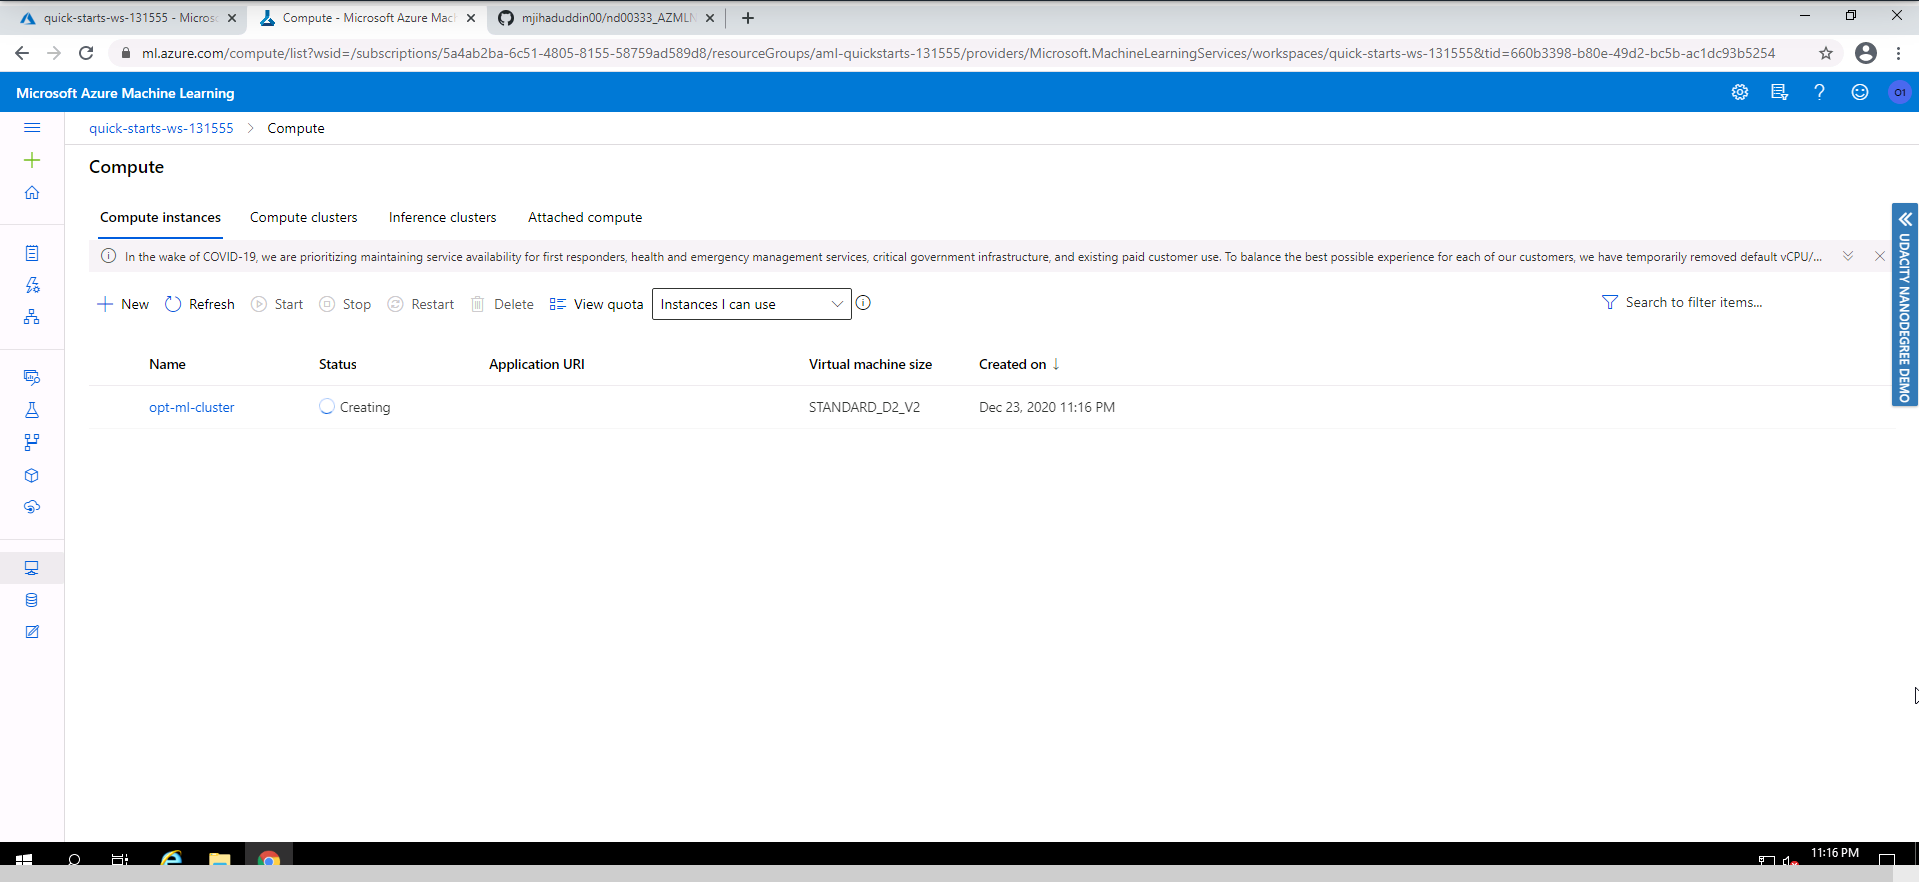 quick-starts-ws-131555 - Microso
Compute - Microsoft Azure Mach
mjihaduddin00/nd00333_AZMLN
ml.azure.com/compute/list?wsid=/subscriptions/5a4ab2ba-6c51-4805-8155-58759ad589d8/resourceGroups/aml-quickstarts-131555/providers/Microsoft.MachineLearningServices/workspaces/quick-starts-ws-131555&tid=660b3398-b80e-49d2-bc5b-ac1dc93b5254
Microsoft Azure Machine Learning
O1
quick-starts-ws-131555 > Compute
Compute
Compute instances Compute clusters Inference clusters Attached compute
In the wake of COVID-19, we are prioritizing maintaining service availability for first responders, health and emergency management services, critical government infrastructure, and existing paid customer use. To balance the best possible experience for each of our customers, we have temporarily removed default vCPU/...
New Refresh Start Stop Restart Delete View quota Instances I can use Search to filter items...
Name Status Application URI Virtual machine size Created on ↓
opt-ml-cluster Creating STANDARD_D2_V2 Dec 23, 2020 11:16 PM
UDACITY NANODEGREE DEMO
11:16 PM